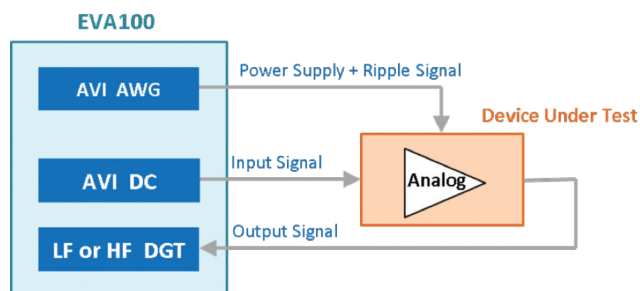 EVA100
AVI AWG
Power Supply + Ripple Signal
Device Under Test
AVI DC
Input Signal
Analog
LF or HF DGT
Output Signal